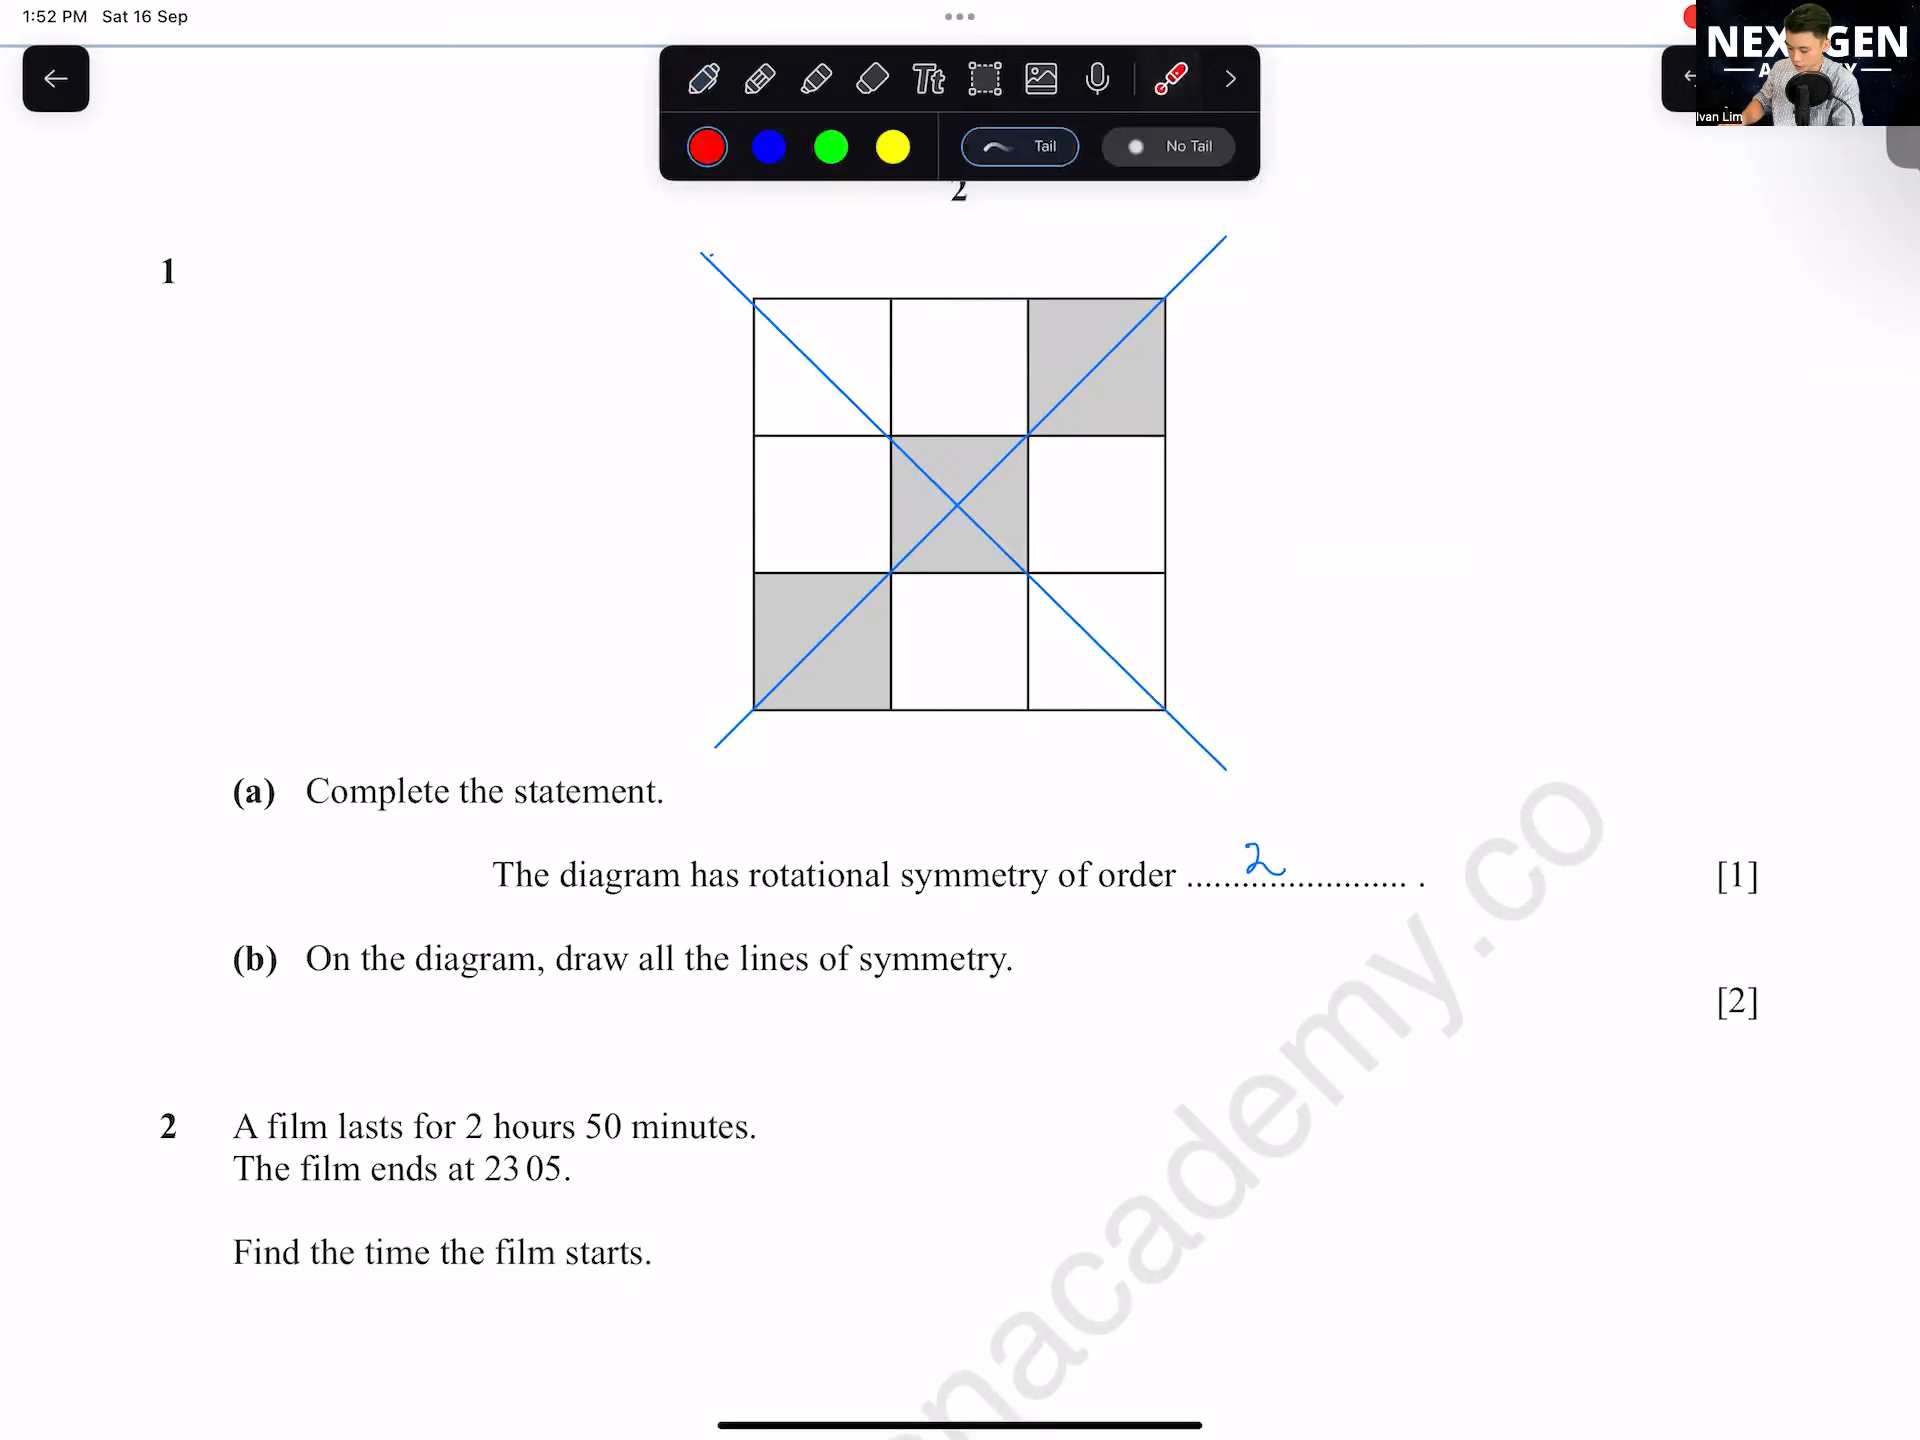 1:52 PM Sat 16 Sep
NEX GEN
Ivan Lim
Tt
Tail
No Tail
2
1
(a) Complete the statement.
The diagram has rotational symmetry of order ....2.................... . [1]
(b) On the diagram, draw all the lines of symmetry.
[2]
2 A film lasts for 2 hours 50 minutes.
The film ends at 23 05.
Find the time the film starts.
nacademy.co